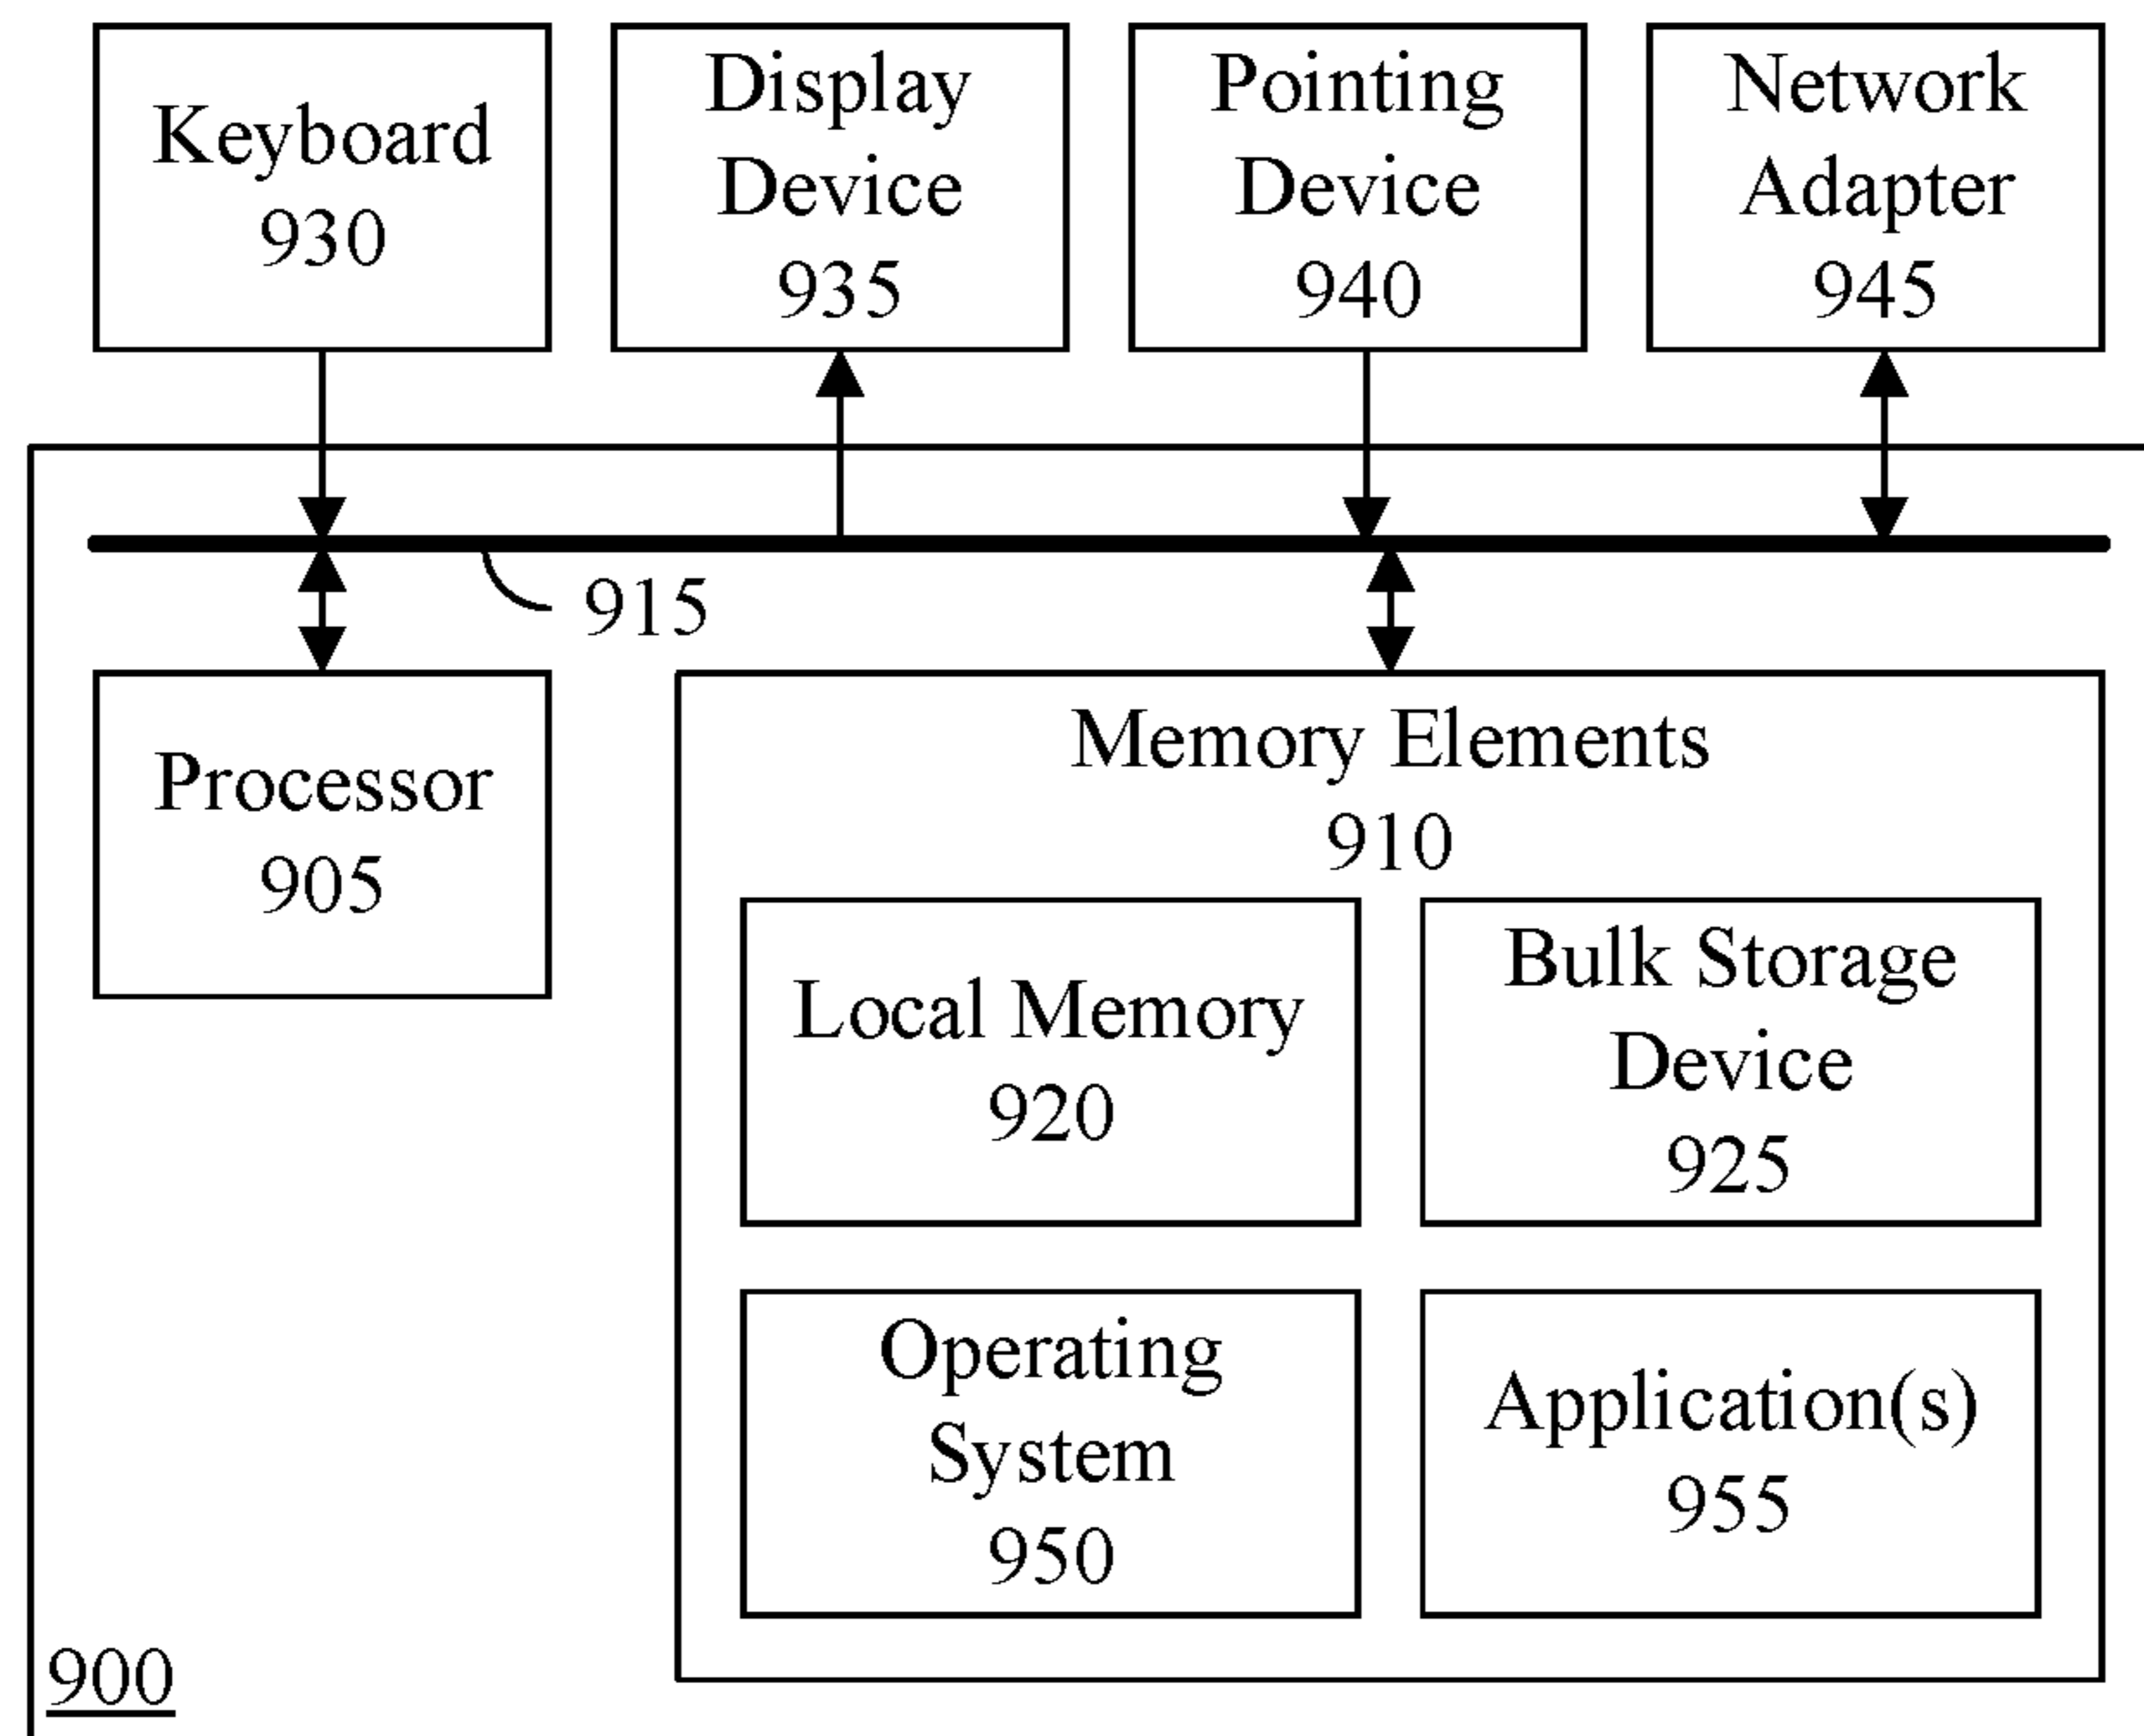 Keyboard
930
Display
Device
935
Pointing
Device
940
Network
Adapter
945
915
Processor
905
Memory Elements
910
Local Memory
920
Bulk Storage
Device
925
Operating
System
950
Application(s)
955
900